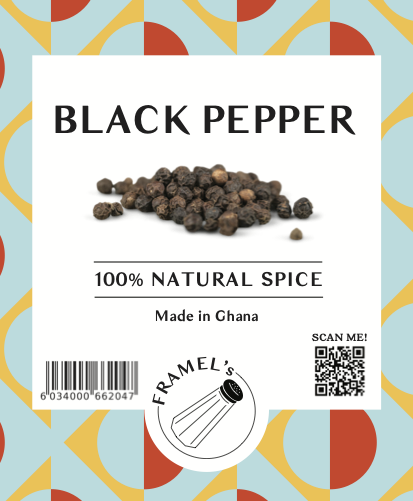 BLACK PEPPER
100% NATURAL SPICE
Made in Ghana
SCAN ME!
6 034000 662047
FRAMEL's